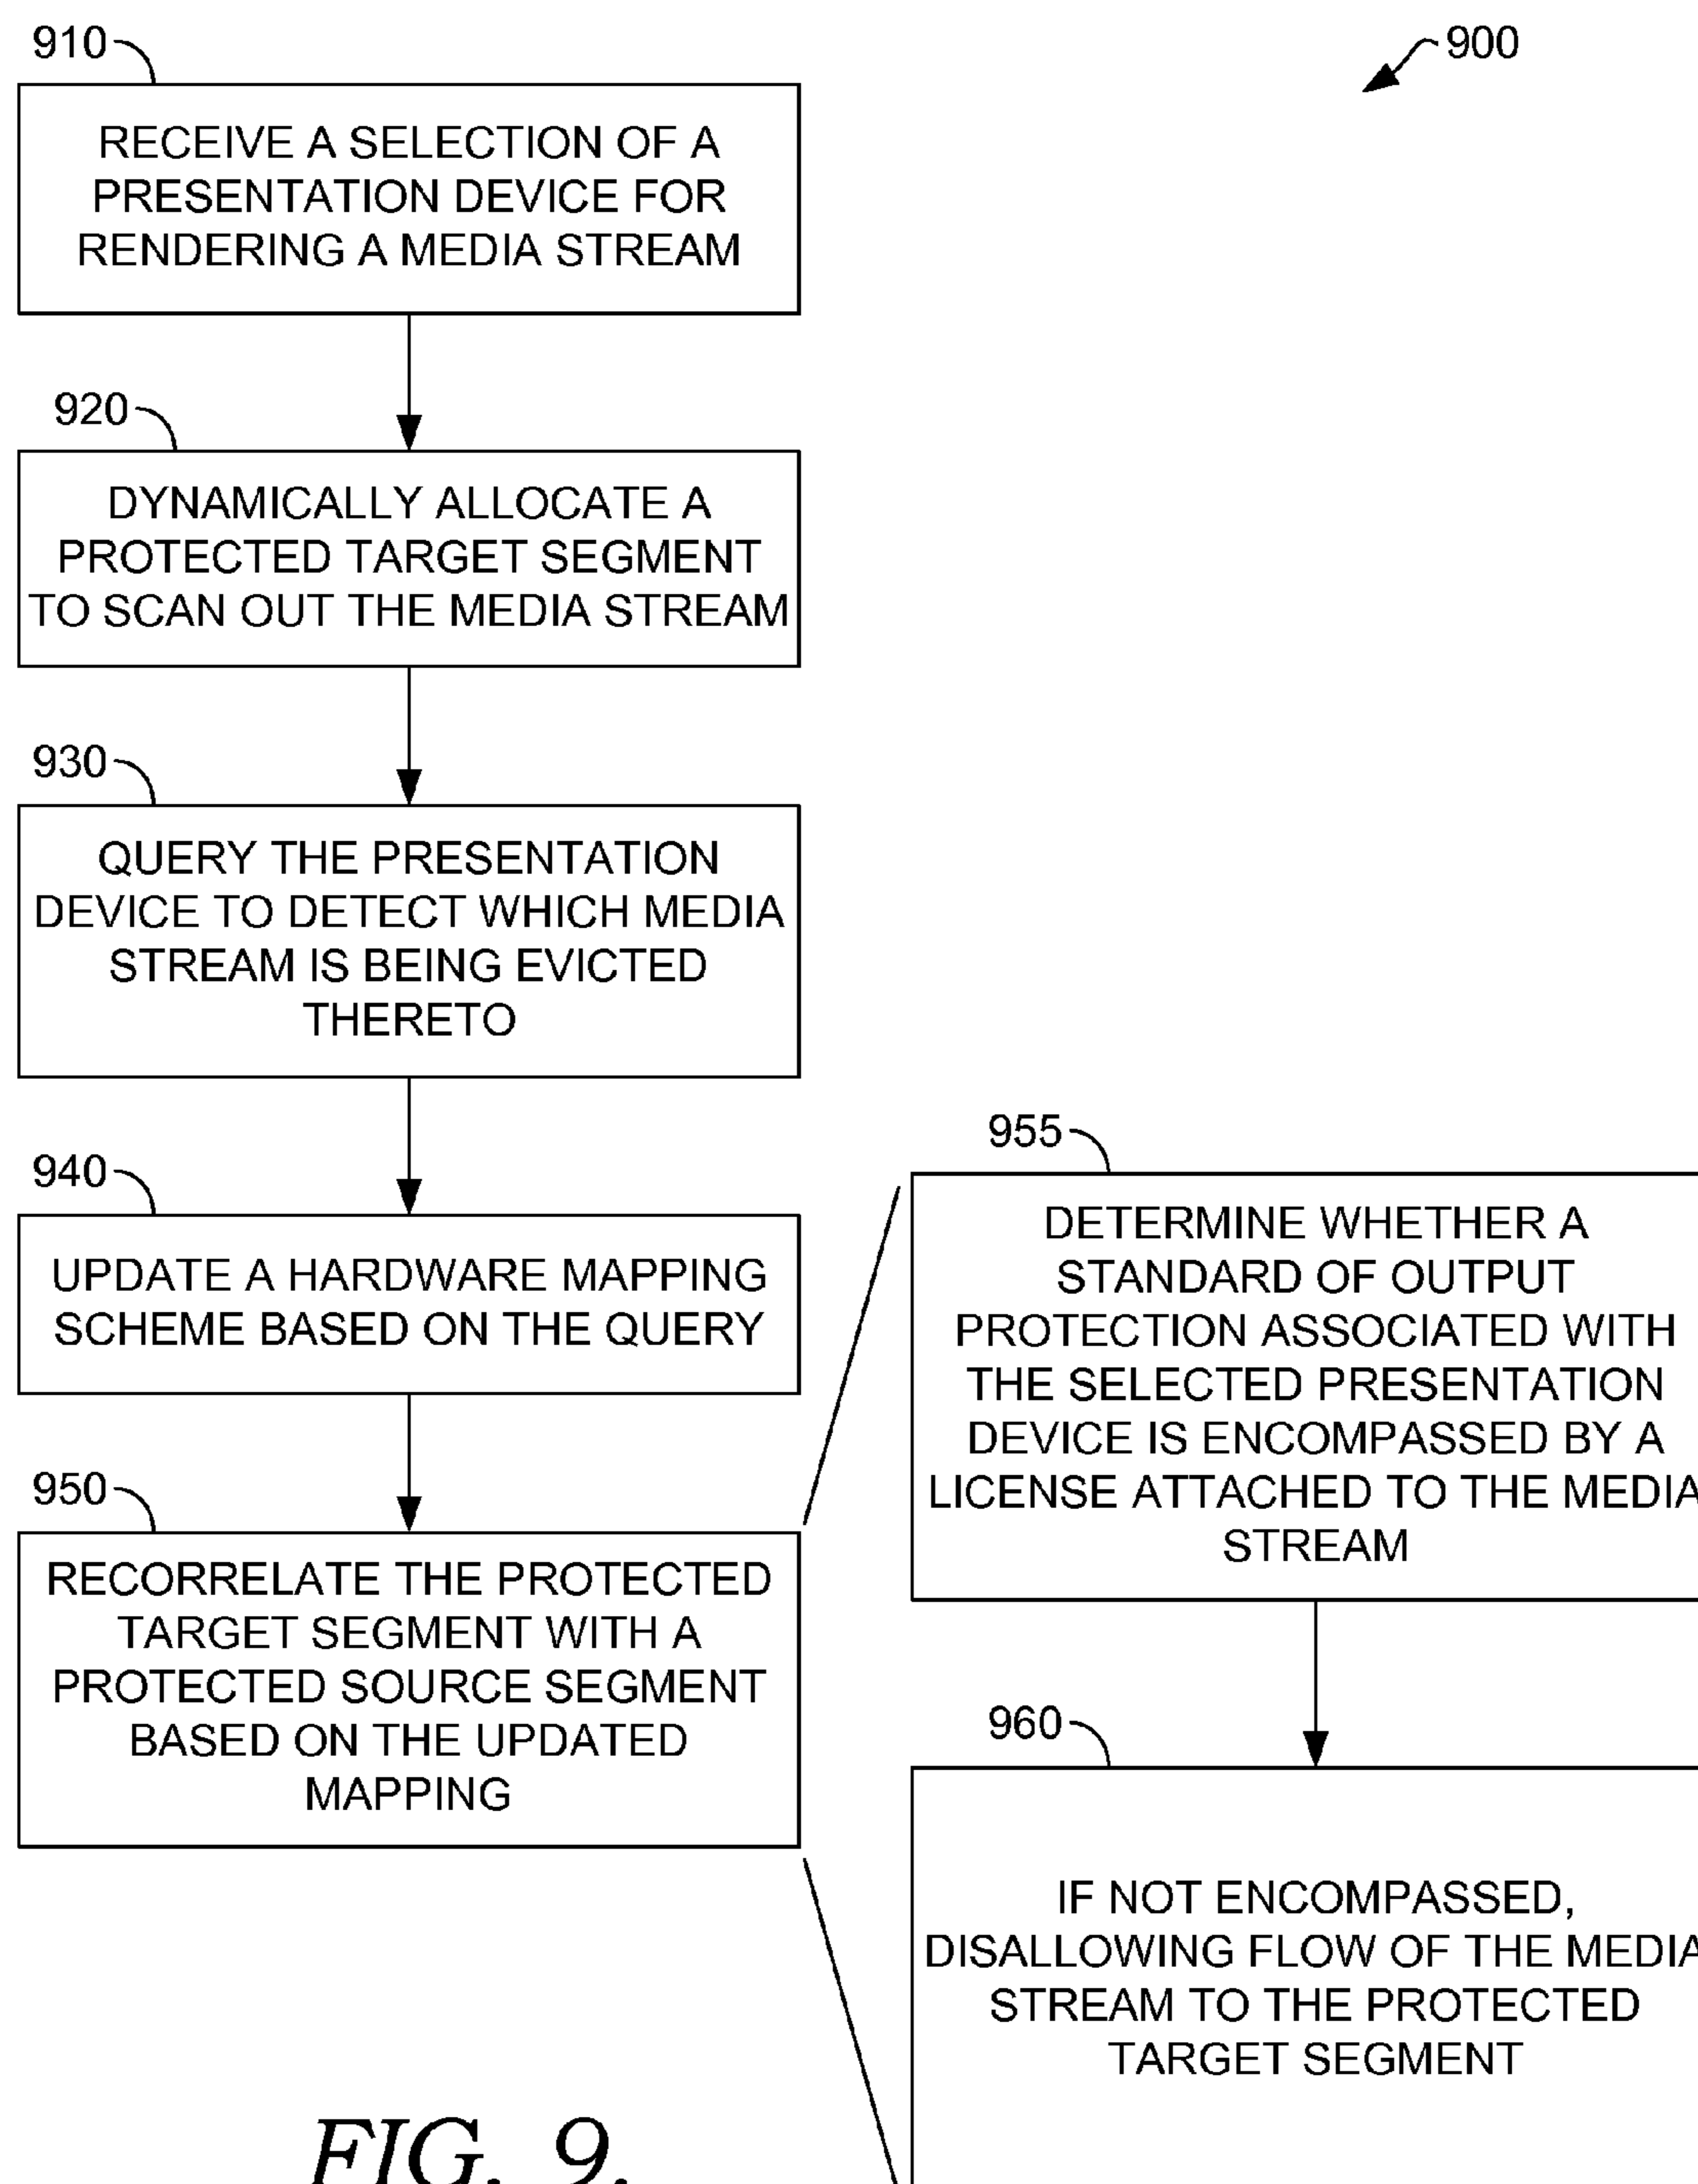 910
900
RECEIVE A SELECTION OF A
PRESENTATION DEVICE FOR
RENDERING A MEDIA STREAM
920
DYNAMICALLY ALLOCATE A
PROTECTED TARGET SEGMENT
TO SCAN OUT THE MEDIA STREAM
930
QUERY THE PRESENTATION
DEVICE TO DETECT WHICH MEDIA
STREAM IS BEING EVICTED
THERETO
940
UPDATE A HARDWARE MAPPING
SCHEME BASED ON THE QUERY
950
RECORRELATE THE PROTECTED
TARGET SEGMENT WITH A
PROTECTED SOURCE SEGMENT
BASED ON THE UPDATED
MAPPING
955
DETERMINE WHETHER A
STANDARD OF OUTPUT
PROTECTION ASSOCIATED WITH
THE SELECTED PRESENTATION
DEVICE IS ENCOMPASSED BY A
LICENSE ATTACHED TO THE MEDIA
STREAM
960
IF NOT ENCOMPASSED,
DISALLOWING FLOW OF THE MEDIA
STREAM TO THE PROTECTED
TARGET SEGMENT
FIG. 9.